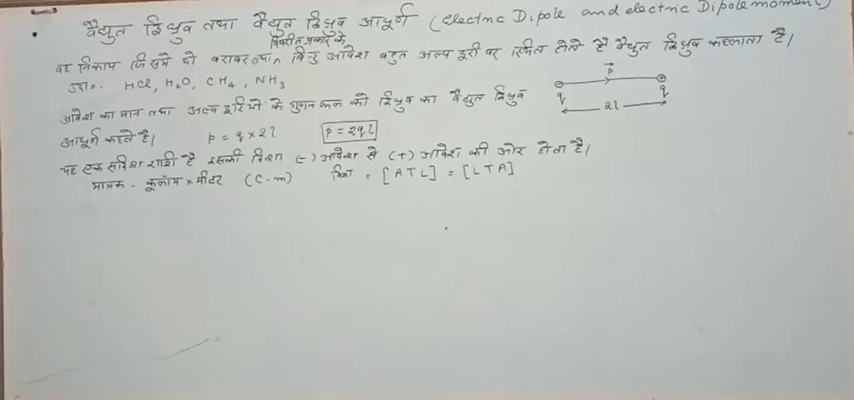 वैद्युत द्विध्रुव तथा वैद्युत द्विध्रुव आघूर्ण (electric Dipole and electric Dipole moment)
विपरीत प्रकार के
वह निकाय जिसमें दो बराबर तथा ^ बिन्दु आवेश बहुत अल्प दूरी पर स्थित होते हैं वैद्युत द्विध्रुव कहलाता है।
उदा०. HCl, H₂O, CH₄, NH₃
आवेश का मान तथा अल्प दूरियों के गुणनफल को द्विध्रुव का वैद्युत द्विध्रुव
आघूर्ण कहते हैं। p = q × 2l p = 2ql
p⃗
q q
2l
यह एक सदिश राशी है इसकी दिशा (-) आवेश से (+) आवेश की ओर होता है।
मात्रक - कूलॉम × मीटर (C-m) विमा = [ATL] = [LTA]